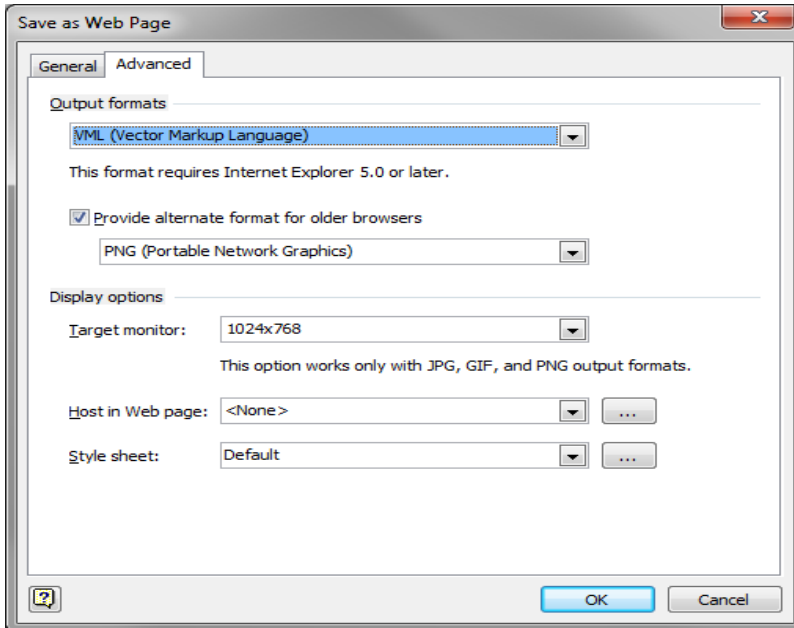 Save as Web Page
General
Advanced
Output formats
VML (Vector Markup Language)
This format requires Internet Explorer 5.0 or later.
Provide alternate format for older browsers
PNG (Portable Network Graphics)
Display options
Target monitor: 1024x768
This option works only with JPG, GIF, and PNG output formats.
Host in Web page: <None> ...
Style sheet: Default ...
OK Cancel